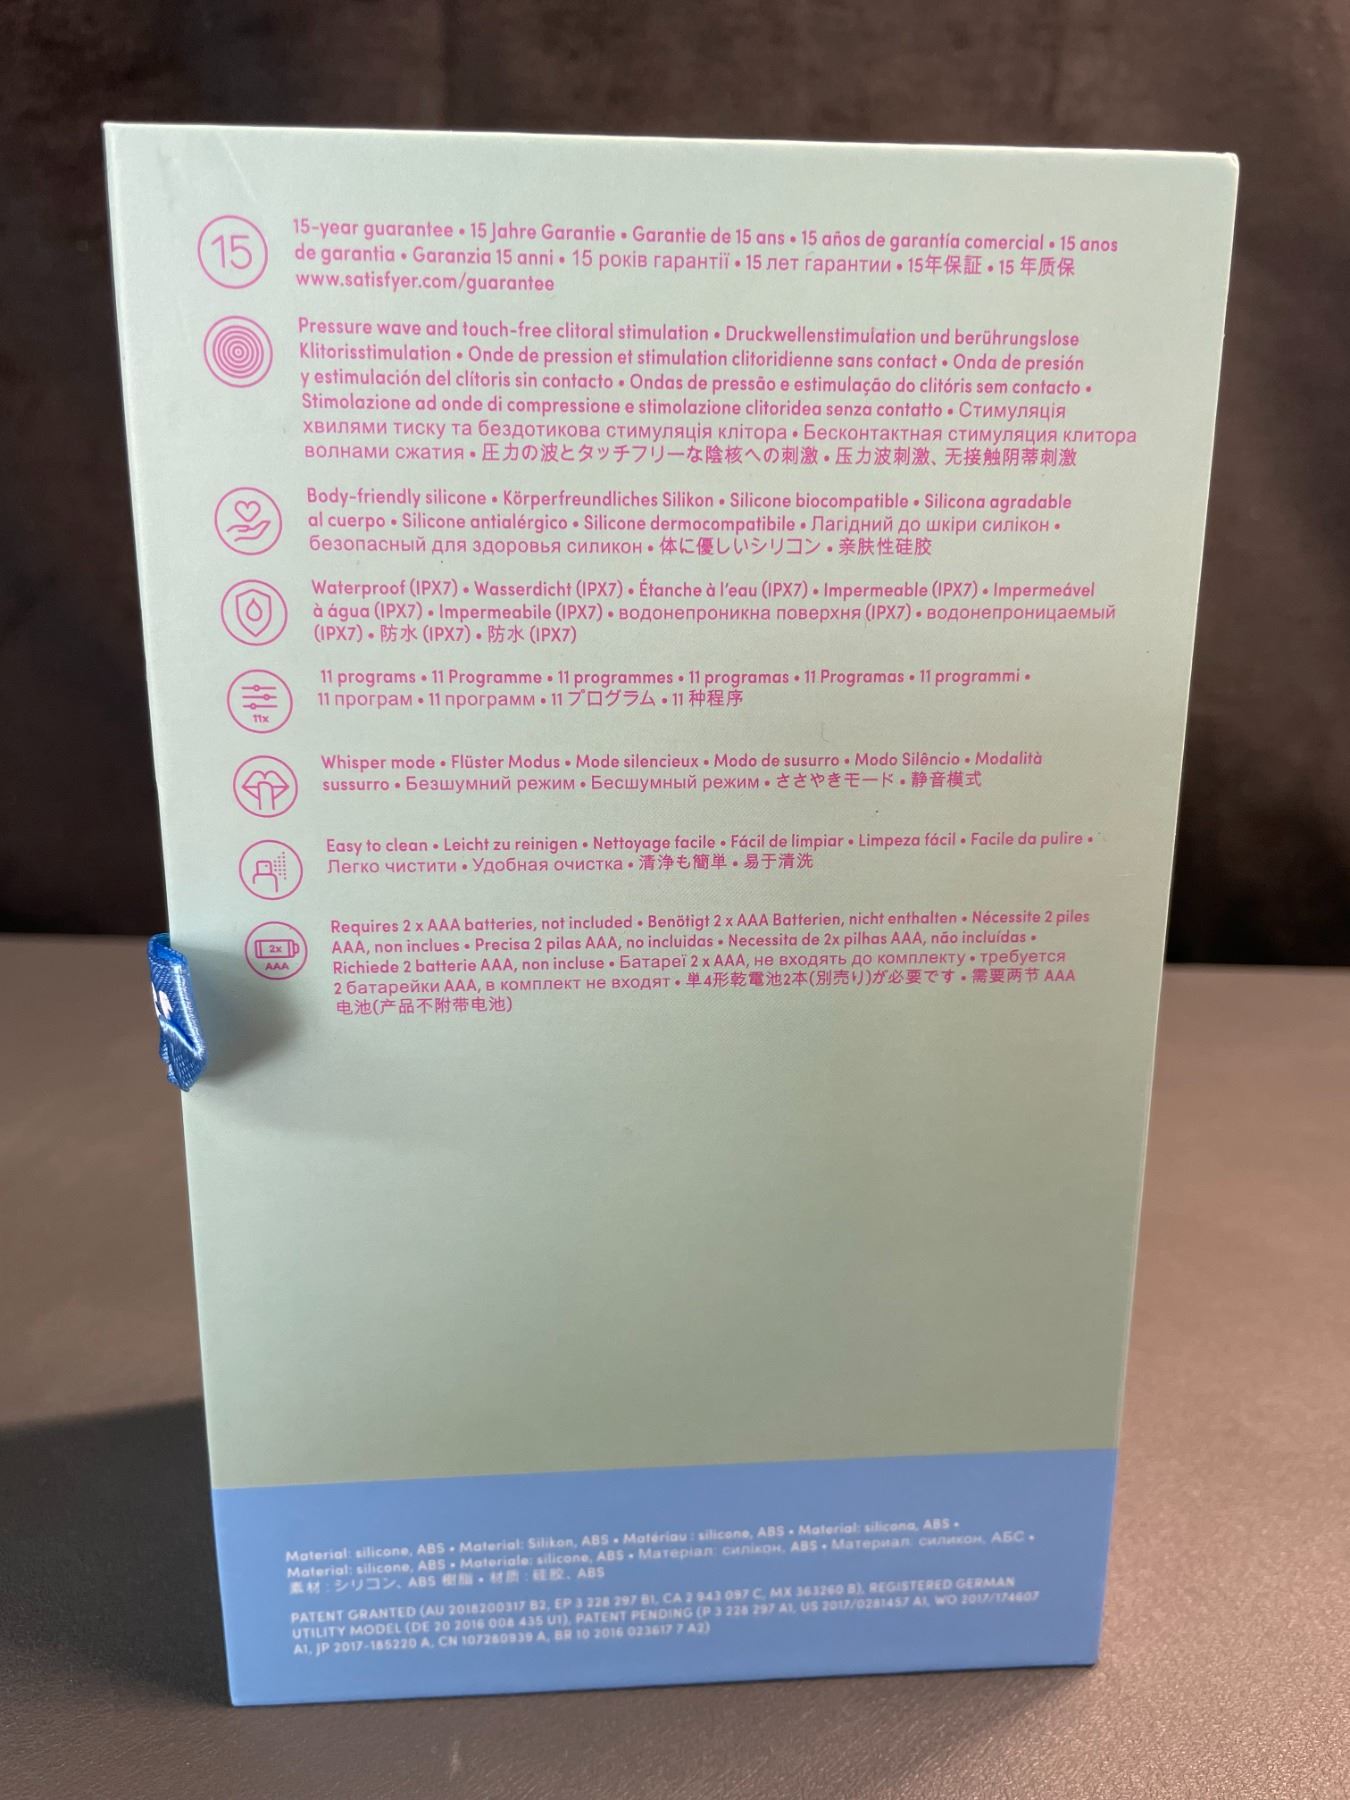 15
15-year guarantee • 15 Jahre Garantie • Garantie de 15 ans • 15 años de garantía comercial • 15 anos
de garantia • Garanzia 15 anni • 15 років гарантії • 15 лет гарантии • 15年保証 • 15 年质保
www.satisfyer.com/guarantee
Pressure wave and touch-free clitoral stimulation • Druckwellenstimulation und berührungslose
Klitorisstimulation • Onde de pression et stimulation clitoridienne sans contact • Onda de presión
y estimulación del clítoris sin contacto • Ondas de pressão e estimulação do clitóris sem contacto •
Stimolazione ad onde di compressione e stimolazione clitoridea senza contatto • Стимуляція
хвилями тиску та бездотикова стимуляція клітора • Бесконтактная стимуляция клитора
волнами сжатия • 圧力の波とタッチフリーな陰核への刺激 • 压力波刺激、无接触阴蒂刺激
Body-friendly silicone • Körperfreundliches Silikon • Silicone biocompatible • Silicona agradable
al cuerpo • Silicone antialérgico • Silicone dermocompatibile • Лагідний до шкіри силікон •
безопасный для здоровья силикон • 体に優しいシリコン • 亲肤性硅胶
Waterproof (IPX7) • Wasserdicht (IPX7) • Étanche à l'eau (IPX7) • Impermeable (IPX7) • Impermeável
à água (IPX7) • Impermeabile (IPX7) • водонепроникна поверхня (IPX7) • водонепроницаемый
(IPX7) • 防水 (IPX7) • 防水 (IPX7)
11x
11 programs • 11 Programme • 11 programmes • 11 programas • 11 Programas • 11 programmi •
11 програм • 11 программ • 11 プログラム • 11 种程序
Whisper mode • Flüster Modus • Mode silencieux • Modo de susurro • Modo Silêncio • Modalità
sussurro • Безшумний режим • Бесшумный режим • ささやきモード • 静音模式
Easy to clean • Leicht zu reinigen • Nettoyage facile • Fácil de limpiar • Limpeza fácil • Facile da pulire •
Легко чистити • Удобная очистка • 清浄も簡単 • 易于清洗
2x
AAA
Requires 2 x AAA batteries, not included • Benötigt 2 x AAA Batterien, nicht enthalten • Nécessite 2 piles
AAA, non inclues • Precisa 2 pilas AAA, no incluidas • Necessita de 2x pilhas AAA, não incluídas •
Richiede 2 batterie AAA, non incluse • Батареї 2 x AAA, не входять до комплекту • требуется
2 батарейки AAA, в комплект не входят • 単4形乾電池2本(別売り)が必要です • 需要两节 AAA
电池(产品不附带电池)
Material: silicone, ABS • Material: Silikon, ABS • Matériau : silicone, ABS • Material: silicona, ABS •
Material: silicone, ABS • Materiale: silicone, ABS • Матеріал: силікон, ABS • Материал: силикон, АБС •
素材 : シリコン、ABS 樹脂 • 材质 : 硅胶、ABS
PATENT GRANTED (AU 2018200317 B2, EP 3 228 297 B1, CA 2 943 097 C, MX 363260 B), REGISTERED GERMAN
UTILITY MODEL (DE 20 2016 008 435 U1), PATENT PENDING (P 3 228 297 A1, US 2017/0281457 A1, WO 2017/174607
A1, JP 2017-185220 A, CN 107280939 A, BR 10 2016 023617 7 A2)